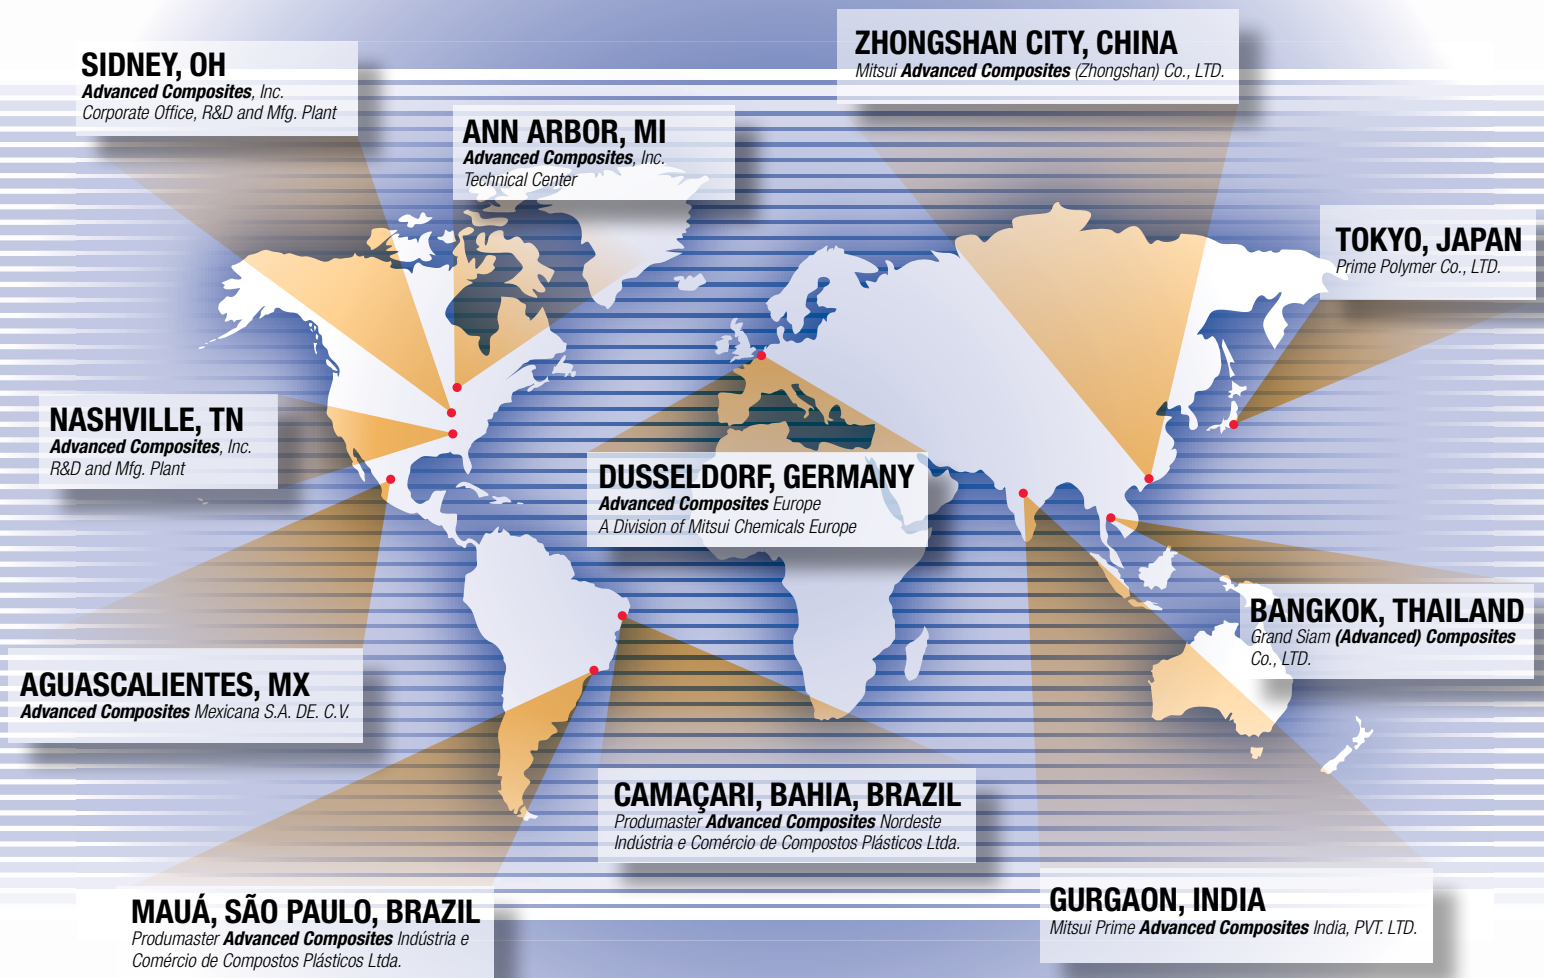 SIDNEY, OH
Advanced Composites, Inc.
Corporate Office, R&D and Mfg. Plant
ZHONGSHAN CITY, CHINA
Mitsui Advanced Composites (Zhongshan) Co., LTD.
ANN ARBOR, MI
Advanced Composites, Inc.
Technical Center
TOKYO, JAPAN
Prime Polymer Co., LTD.
NASHVILLE, TN
Advanced Composites, Inc.
R&D and Mfg. Plant
DUSSELDORF, GERMANY
Advanced Composites Europe
A Division of Mitsui Chemicals Europe
BANGKOK, THAILAND
Grand Siam (Advanced) Composites
Co., LTD.
AGUASCALIENTES, MX
Advanced Composites Mexicana S.A. DE. C.V.
CAMAÇARI, BAHIA, BRAZIL
Produmaster Advanced Composites Nordeste
Indústria e Comércio de Compostos Plásticos Ltda.
MAUÁ, SÃO PAULO, BRAZIL
Produmaster Advanced Composites Indústria e
Comércio de Compostos Plásticos Ltda.
GURGAON, INDIA
Mitsui Prime Advanced Composites India, PVT. LTD.